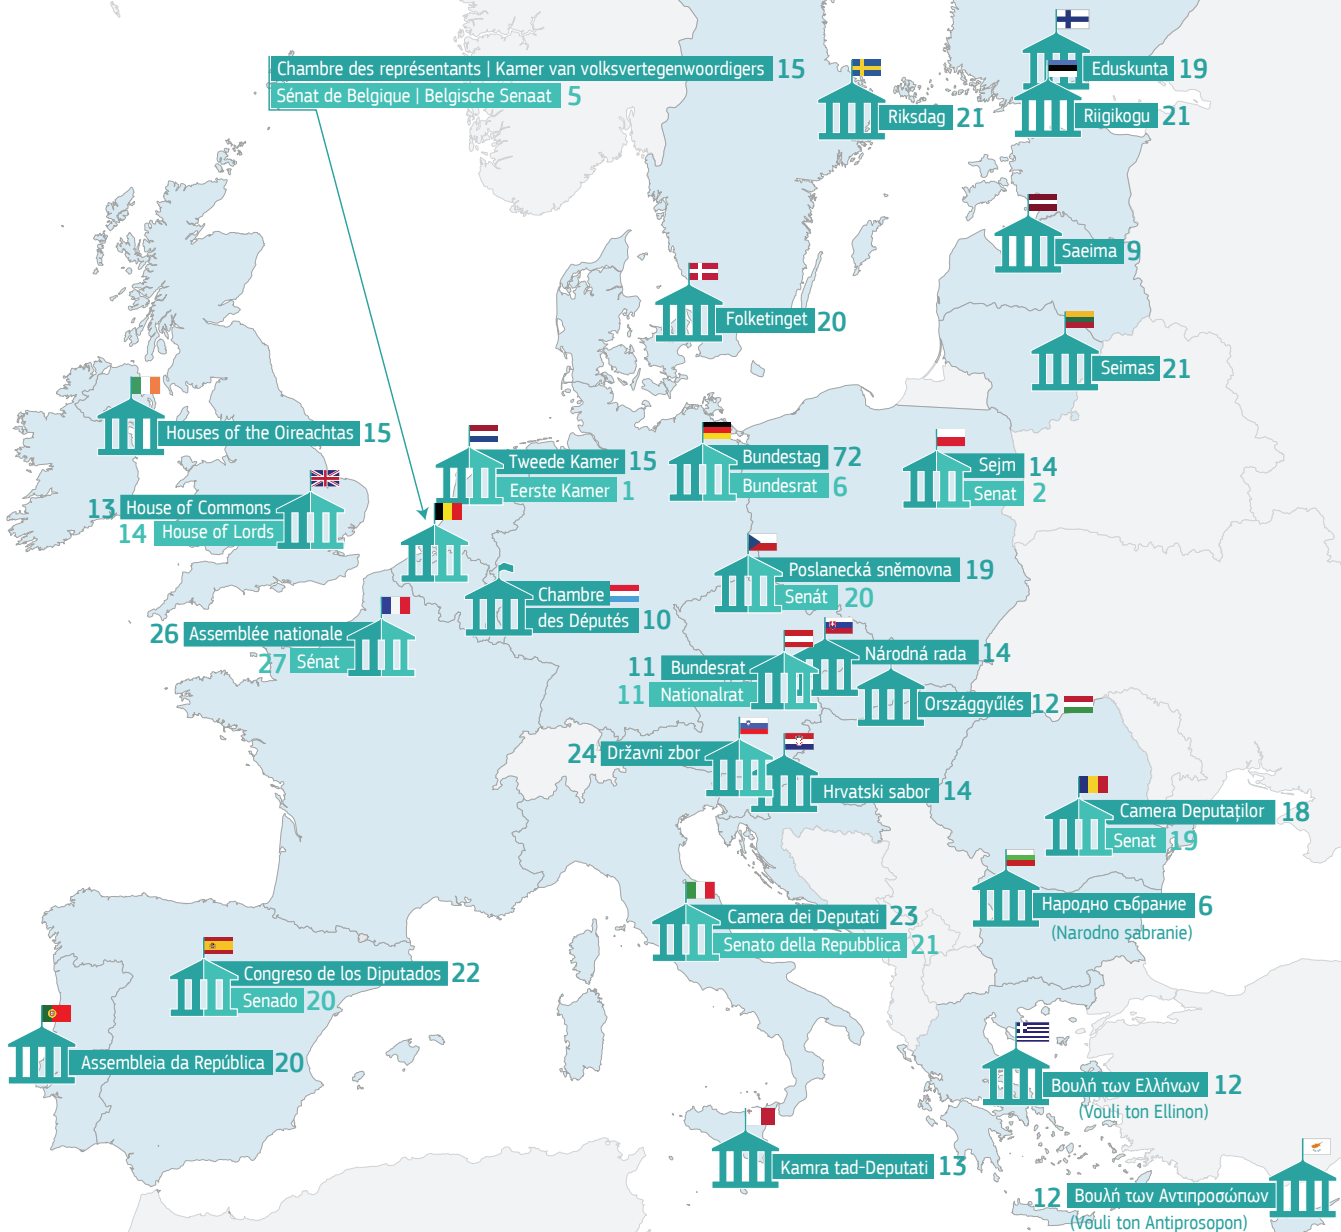 Chambre des représentants | Kamer van volksvertegenwoordigers 15
Sénat de Belgique | Belgische Senaat 5
Eduskunta 19
Riksdag 21
Riigikogu 21
Saeima 9
Folketinget 20
Seimas 21
Houses of the Oireachtas 15
Tweede Kamer 15
Eerste Kamer 1
Bundestag 72
Bundesrat 6
Sejm 14
Senat 2
13 House of Commons
14 House of Lords
Poslanecká sněmovna 19
Senát 20
Chambre
des Députés 10
26 Assemblée nationale
27 Sénat
Národná rada 14
11 Bundesrat
11 Nationalrat
Országgyűlés 12
24 Državni zbor
Hrvatski sabor 14
Camera Deputaților 18
Senat 19
Народно събрание 6
(Narodno sabranie)
Camera dei Deputati 23
Senato della Repubblica 21
Congreso de los Diputados 22
Senado 20
Assembleia da República 20
Βουλή των Ελλήνων 12
(Vouli ton Ellinon)
Kamra tad-Deputati 13
12 Βουλή των Αντιπροσώπων
(Vouli ton Antiprosopon)